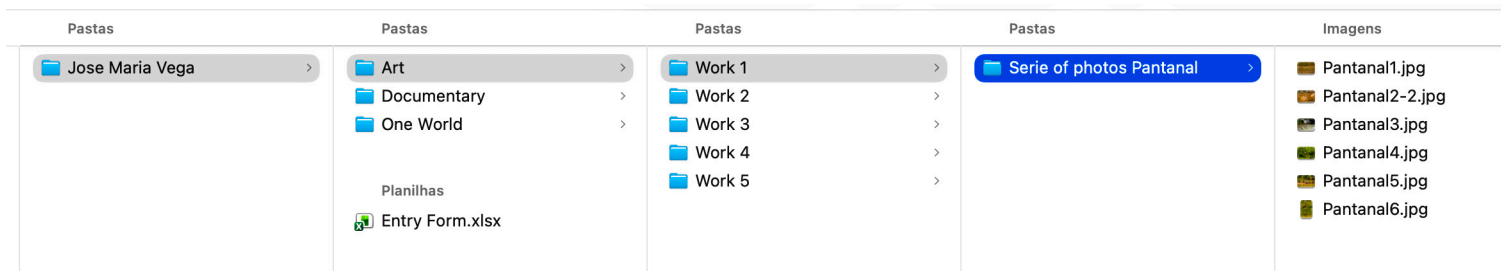 Pastas
Jose Maria Vega
Pastas
Art
Documentary
One World
Planilhas
Entry Form.xlsx
Pastas
Work 1
Work 2
Work 3
Work 4
Work 5
Pastas
Serie of photos Pantanal
Imagens
Pantanal1.jpg
Pantanal2-2.jpg
Pantanal3.jpg
Pantanal4.jpg
Pantanal5.jpg
Pantanal6.jpg